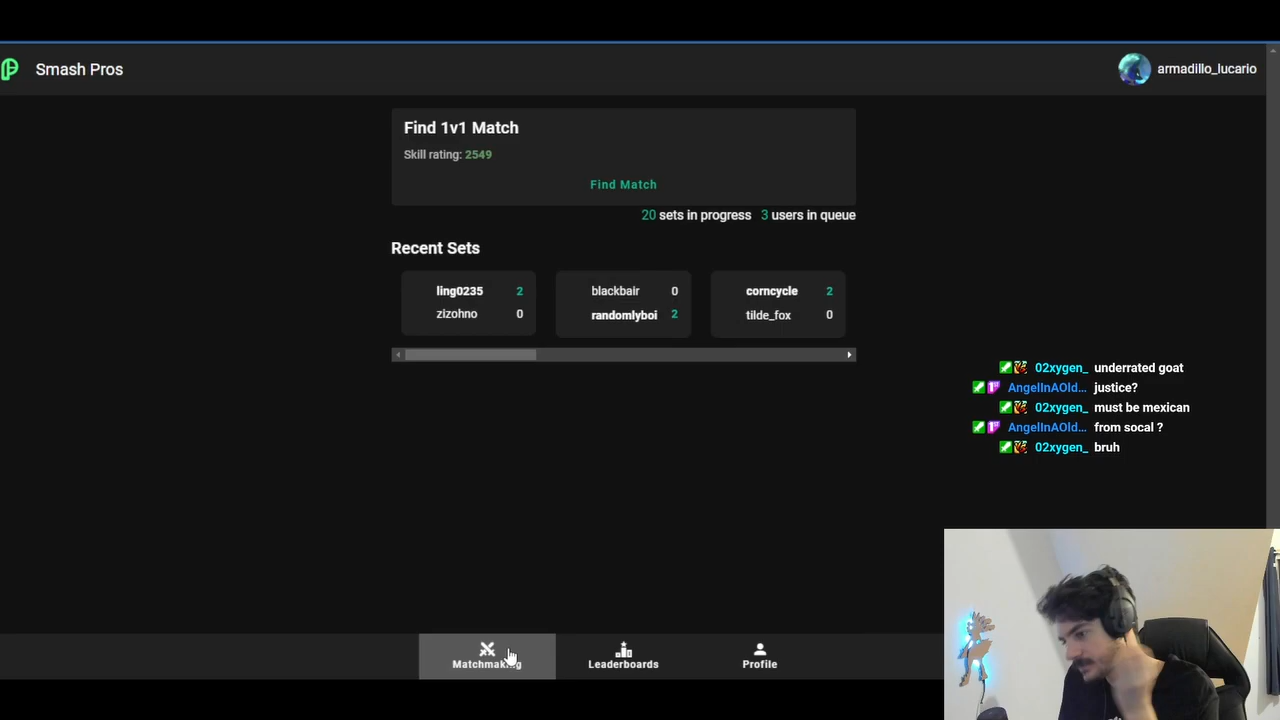 Smash Pros
armadillo_lucario
Find 1v1 Match
Skill rating: 2549
Find Match
20 sets in progress 3 users in queue
Recent Sets
ling0235 2
zizohno 0
blackbair 0
randomlyboi 2
corncycle 2
tilde_fox 0
02xygen_ underrated goat
AngelInAOld... justice?
02xygen_ must be mexican
AngelInAOld... from socal ?
02xygen_ bruh
Matchmaking
Leaderboards
Profile